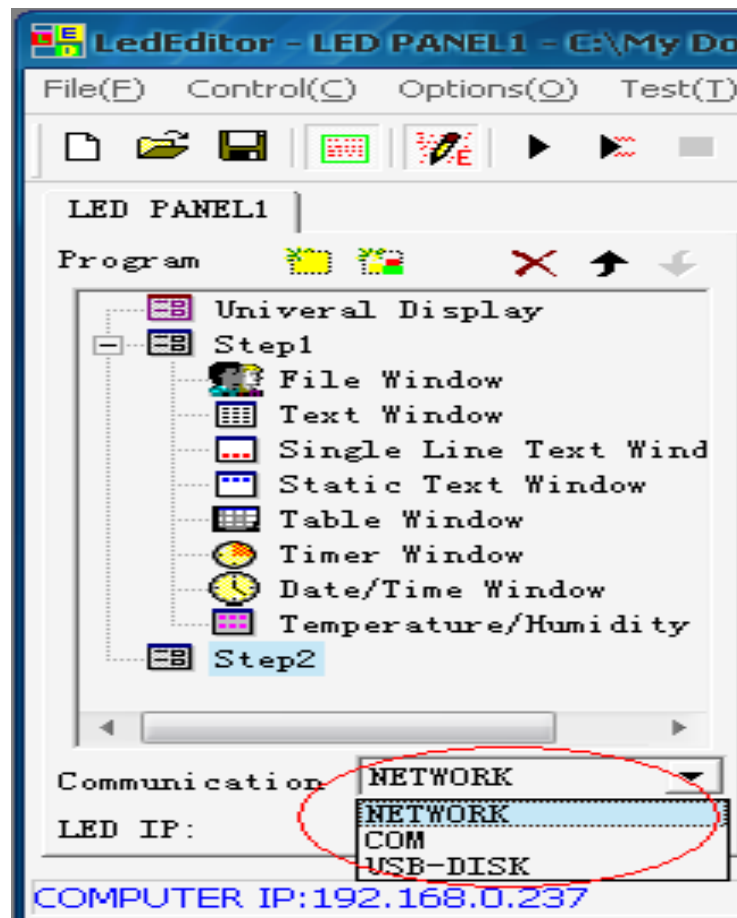 LedEditor - LED PANEL1 - C:\My Do
File(F) Control(C) Options(O) Test(T)
LED PANEL1
Program
Univeral Display
Step1
File Window
Text Window
Single Line Text Wind
Static Text Window
Table Window
Timer Window
Date/Time Window
Temperature/Humidity
Step2
Communication NETWORK
NETWORK
LED IP:
COM
USB-DISK
COMPUTER IP:192.168.0.237